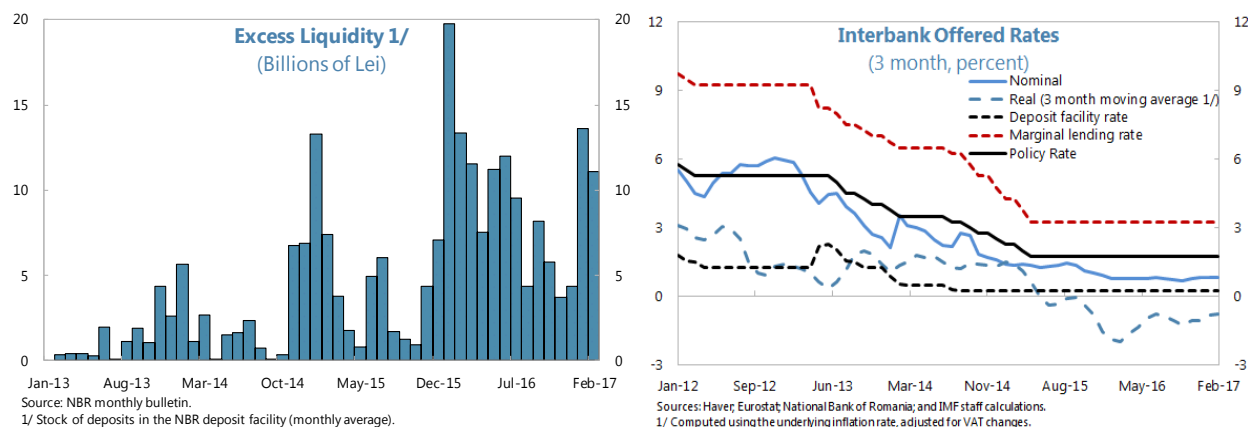 Excess Liquidity 1/
(Billions of Lei)
20
15
10
5
0
20
15
10
5
0
Jan-13 Aug-13 Mar-14 Oct-14 May-15 Dec-15 Jul-16 Feb-17
Source: NBR monthly bulletin.
1/ Stock of deposits in the NBR deposit facility (monthly average).
Interbank Offered Rates
(3 month, percent)
Nominal
Real (3 month moving average 1/)
Deposit facility rate
Marginal lending rate
Policy Rate
12
9
6
3
0
-3
12
9
6
3
0
-3
Jan-12 Sep-12 Jun-13 Mar-14 Nov-14 Aug-15 May-16 Feb-17
Sources: Haver; Eurostat; National Bank of Romania; and IMF staff calculations.
1/ Computed using the underlying inflation rate, adjusted for VAT changes.